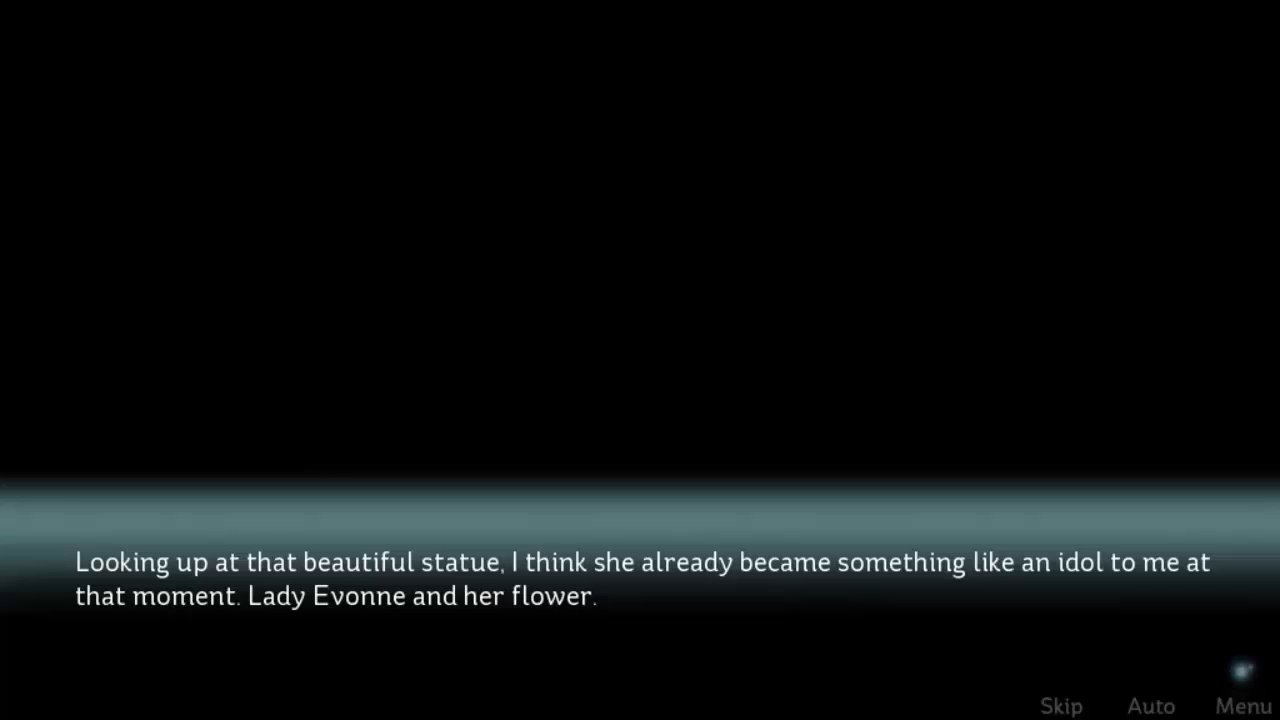 Looking up at that beautiful statue, I think she already became something like an idol to me at
that moment. Lady Evonne and her flower.
Skip Auto Menu